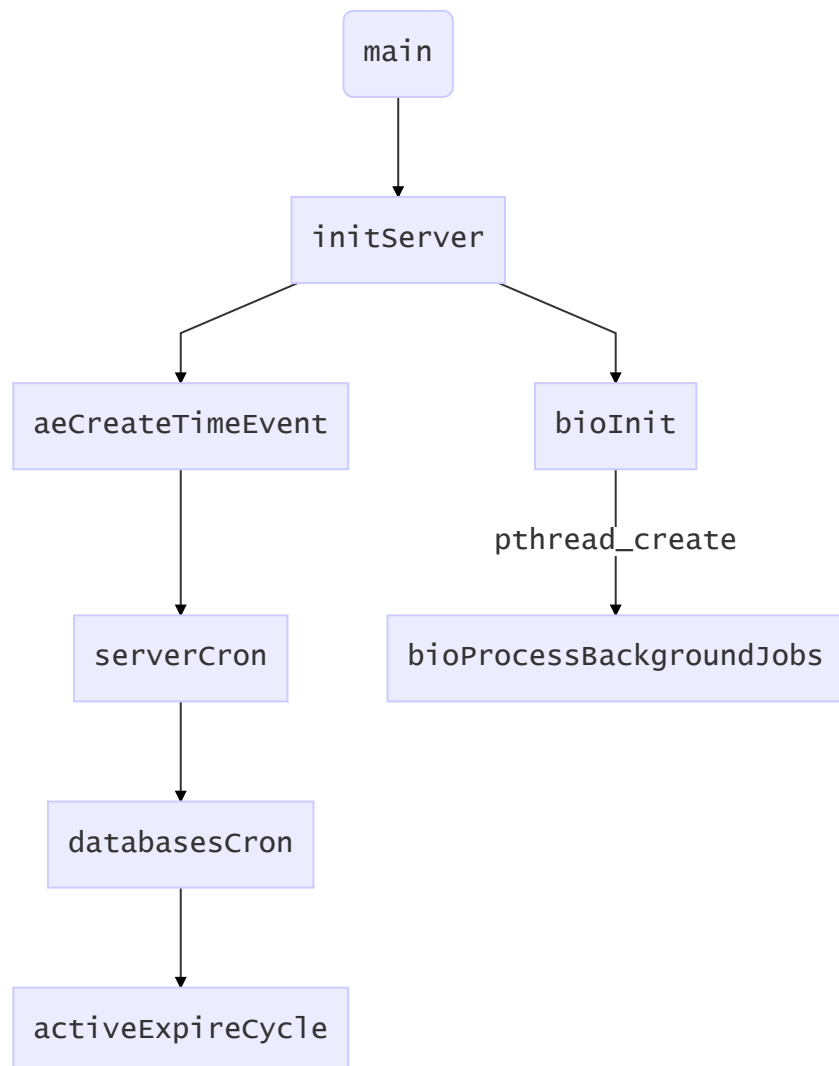 main
initServer
aeCreateTimeEvent
bioInit
pthread_create
serverCron
bioProcessBackgroundJobs
databasesCron
activeExpireCycle